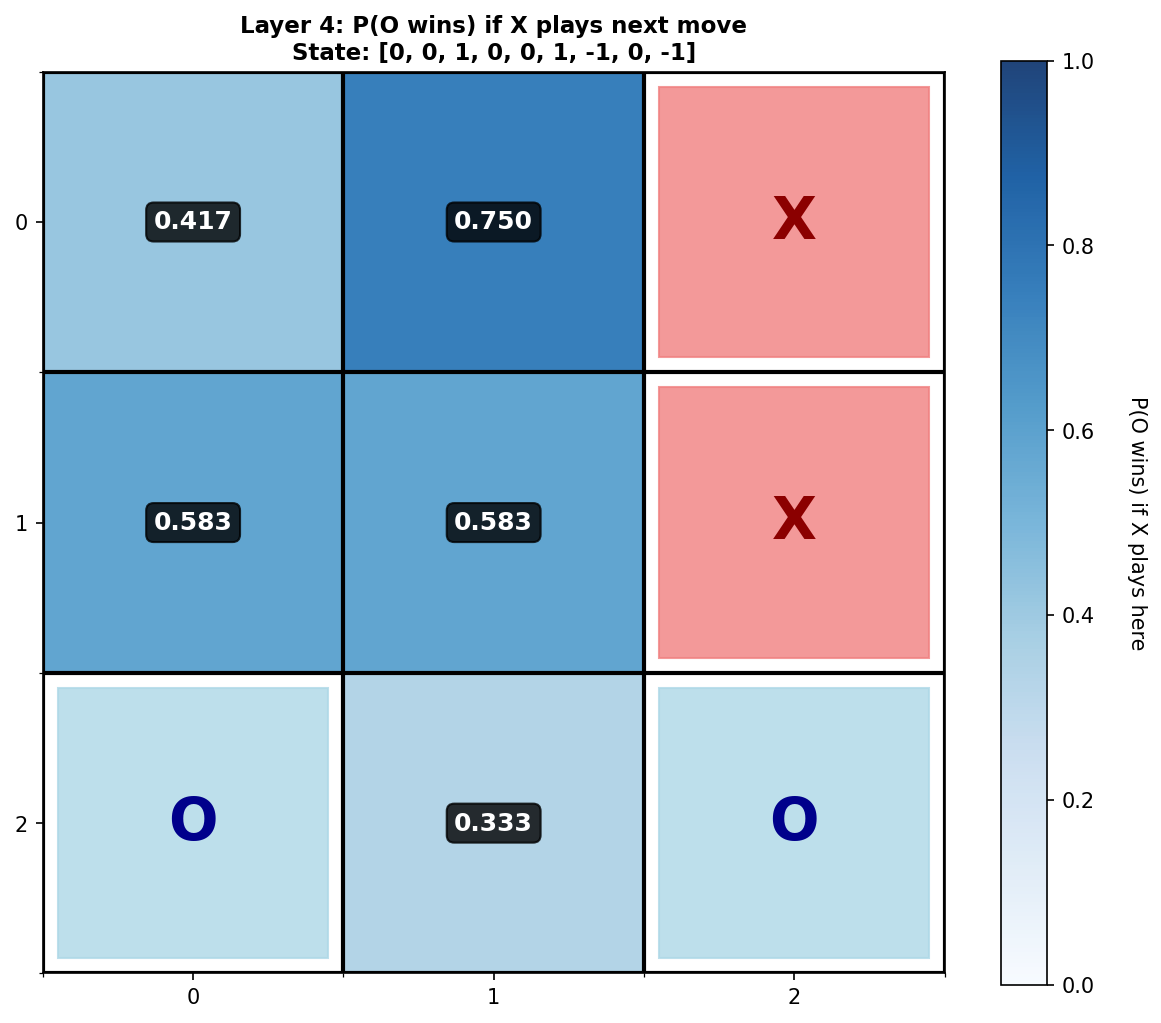 Layer 4: P(O wins) if X plays next move
State: [0, 0, 1, 0, 0, 1, -1, 0, -1]
0
0.417
0.750
X
1
0.583
0.583
X
2
O
0.333
O
0
1
2
1.0
0.8
0.6
0.4
0.2
0.0
P(O wins) if X plays here